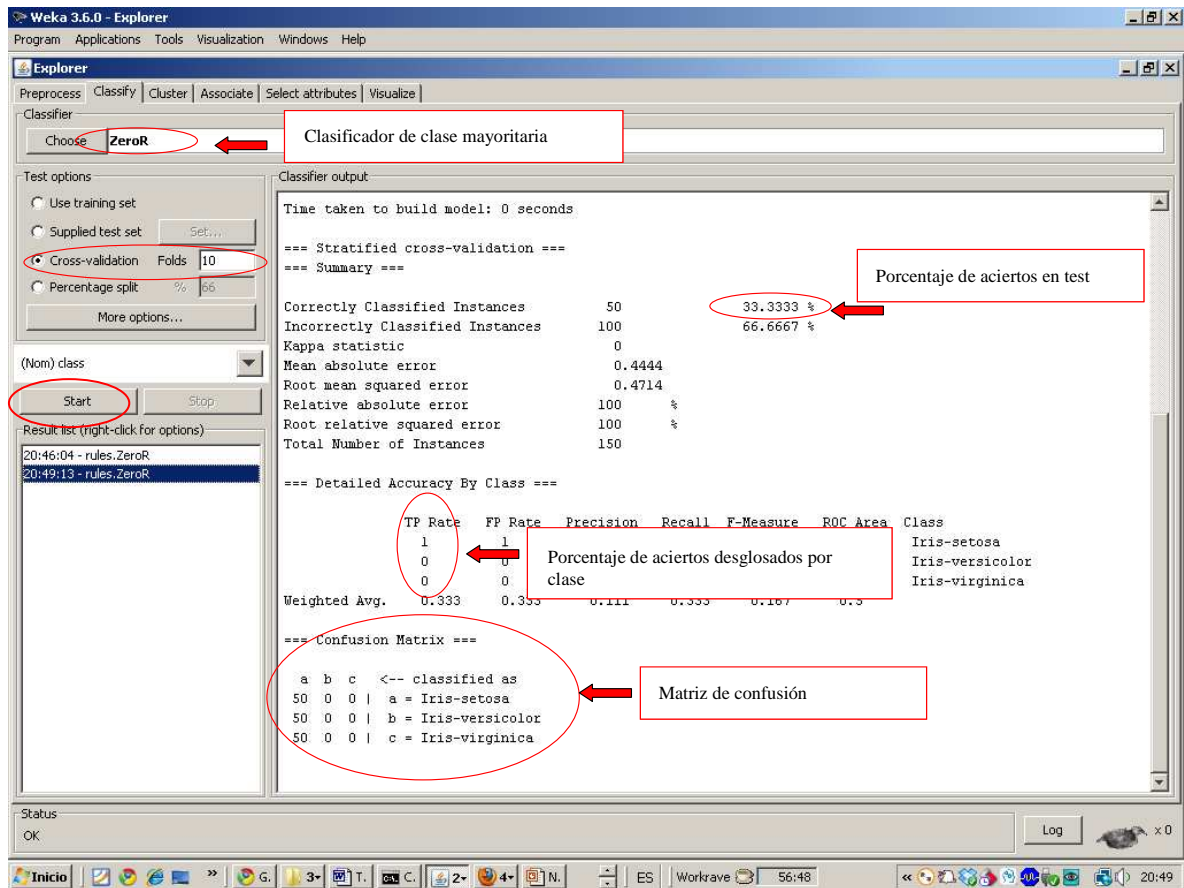 Weka 3.6.0 - Explorer
Program Applications Tools Visualization Windows Help
Explorer
Preprocess Classify Cluster Associate Select attributes Visualize
Classifier
Choose ZeroR
Clasificador de clase mayoritaria
Test options
Use training set
Supplied test set Set...
Cross-validation Folds 10
Percentage split % 66
More options...
(Nom) class
Start Stop
Result list (right-click for options)
20:46:04 - rules.ZeroR
20:49:13 - rules.ZeroR
Classifier output
Time taken to build model: 0 seconds
=== Stratified cross-validation ===
=== Summary ===
Porcentaje de aciertos en test
Correctly Classified Instances 50 33.3333 %
Incorrectly Classified Instances 100 66.6667 %
Kappa statistic 0
Mean absolute error 0.4444
Root mean squared error 0.4714
Relative absolute error 100 %
Root relative squared error 100 %
Total Number of Instances 150
=== Detailed Accuracy By Class ===
TP Rate FP Rate Precision Recall F-Measure ROC Area Class
1 1 Iris-setosa
0 0 Iris-versicolor
0 0 Iris-virginica
Porcentaje de aciertos desglosados por
clase
Weighted Avg. 0.333 0.333 0.111 0.333 0.167 0.5
=== Confusion Matrix ===
a b c <-- classified as
50 0 0 | a = Iris-setosa
50 0 0 | b = Iris-versicolor
50 0 0 | c = Iris-virginica
Matriz de confusión
Status
OK
Log x 0
Inicio » G. 3 T. C. 2 4 N. ES Workrave 56:48 « 20:49